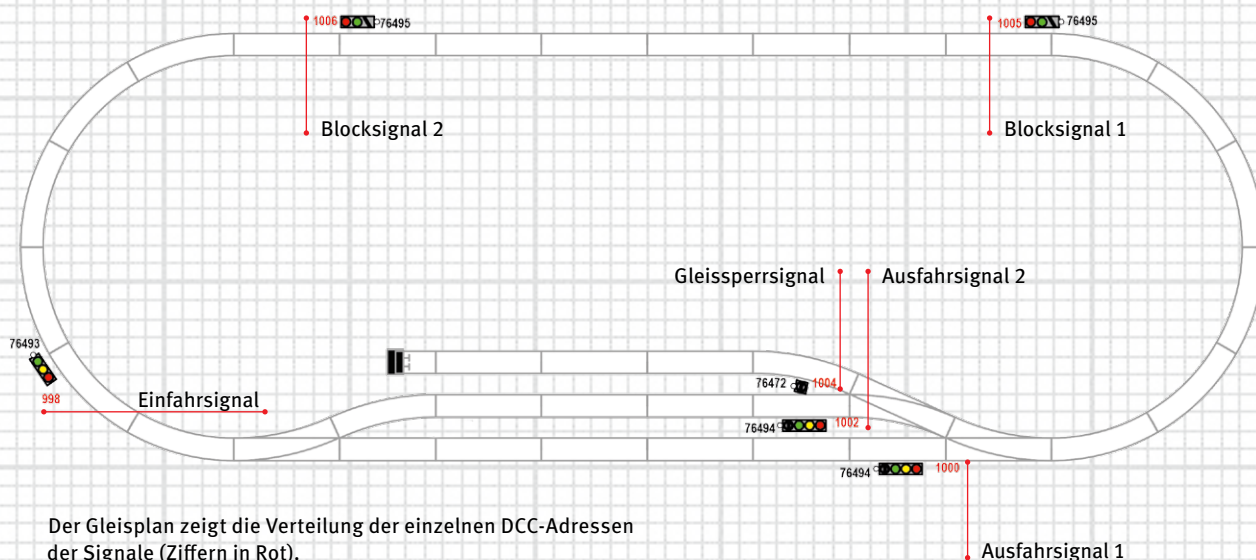 1006 76495
1005 76495
Blocksignal 2
Blocksignal 1
Gleissperrsignal
Ausfahrsignal 2
76493
998
Einfahrsignal
76472 1004
76494 1002
76494 1000
Der Gleisplan zeigt die Verteilung der einzelnen DCC-Adressen
der Signale (Ziffern in Rot).
Ausfahrsignal 1